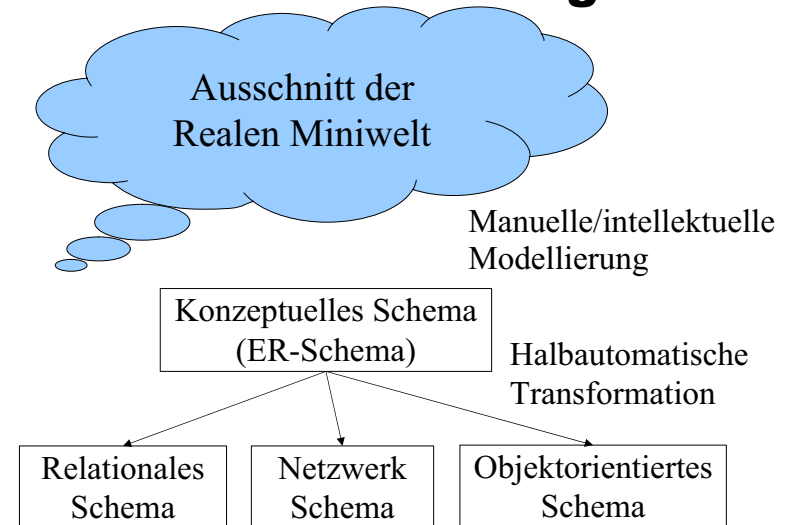 Ausschnitt der
Realen Miniwelt
Manuelle/intellektuelle
Modellierung
Konzeptuelles Schema
(ER-Schema)
Halbautomatische
Transformation
Relationales
Schema
Netzwerk
Schema
Objektorientiertes
Schema